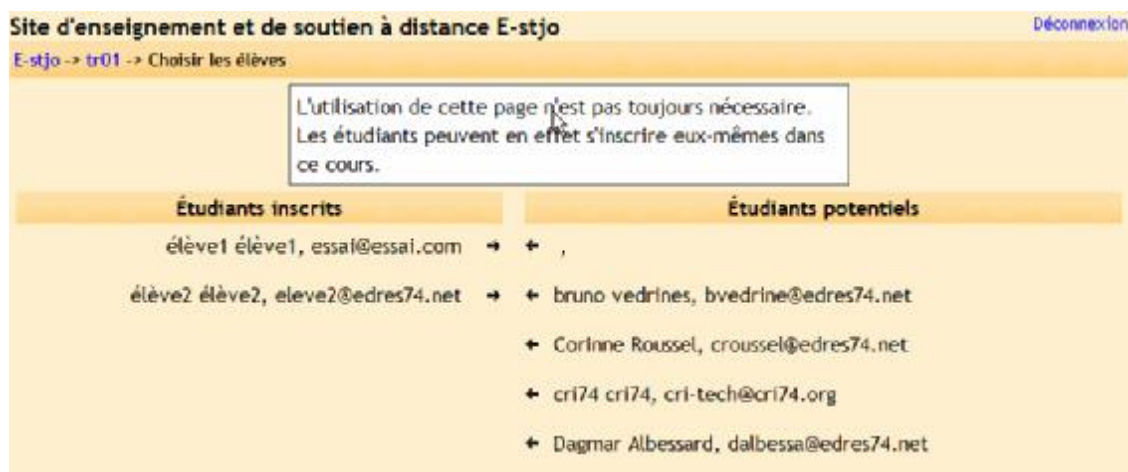 Site d'enseignement et de soutien à distance E-stjo
Déconnexion
E-stjo -> tr01 -> Choisir les élèves
L'utilisation de cette page n'est pas toujours nécessaire.
Les étudiants peuvent en effet s'inscrire eux-mêmes dans
ce cours.
Étudiants inscrits
Étudiants potentiels
élève1 élève1, essai@essai.com → ← ,
élève2 élève2, eleve2@edres74.net → ← bruno vedrines, bvedrine@edres74.net
← Corinne Roussel, croussel@edres74.net
← cri74 cri74, cri-tech@cri74.org
← Dagmar Albessard, dalbessa@edres74.net